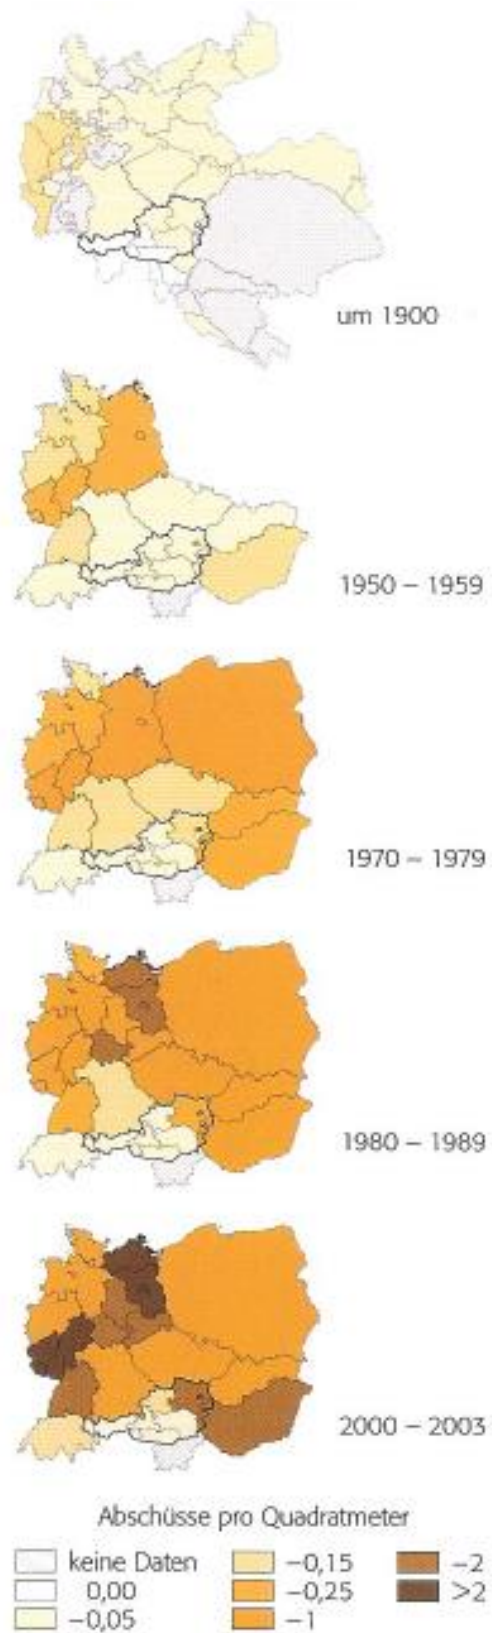 um 1900
1950 – 1959
1970 – 1979
1980 – 1989
2000 – 2003
Abschüsse pro Quadratmeter
keine Daten
0,00
–0,05
–0,15
–0,25
–1
–2
>2